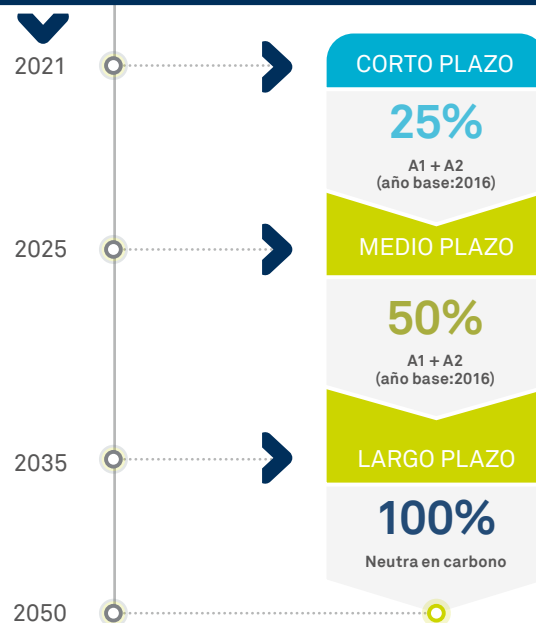 2021
CORTO PLAZO
25%
A1 + A2
(año base:2016)
2025
MEDIO PLAZO
50%
A1 + A2
(año base:2016)
2035
LARGO PLAZO
100%
Neutra en carbono
2050